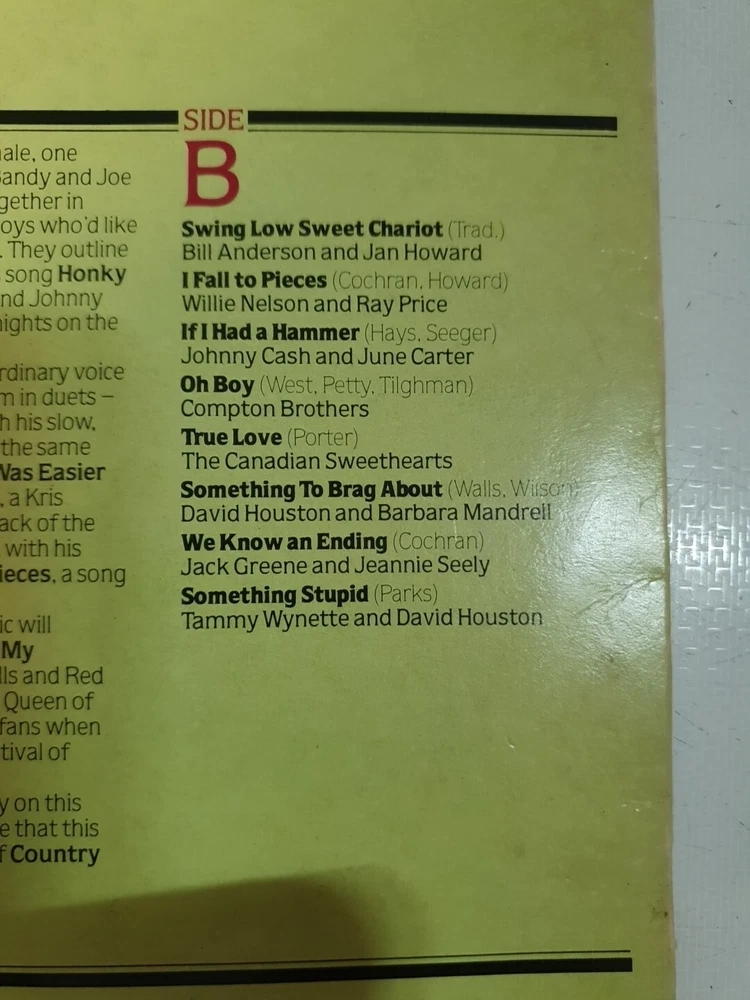 ale, one
andy and Joe
gether in
oys who'd like
. They outline
song Honky
nd Johnny
ights on the
rdinary voice
m in duets –
h his slow,
the same
Was Easier
, a Kris
ack of the
with his
ieces, a song
ic will
My
lls and Red
Queen of
fans when
tival of
y on this
e that this
f Country
SIDE
B
Swing Low Sweet Chariot (Trad.)
Bill Anderson and Jan Howard
I Fall to Pieces (Cochran, Howard)
Willie Nelson and Ray Price
If I Had a Hammer (Hays, Seeger)
Johnny Cash and June Carter
Oh Boy (West, Petty, Tilghman)
Compton Brothers
True Love (Porter)
The Canadian Sweethearts
Something To Brag About (Walls, Wilson)
David Houston and Barbara Mandrell
We Know an Ending (Cochran)
Jack Greene and Jeannie Seely
Something Stupid (Parks)
Tammy Wynette and David Houston